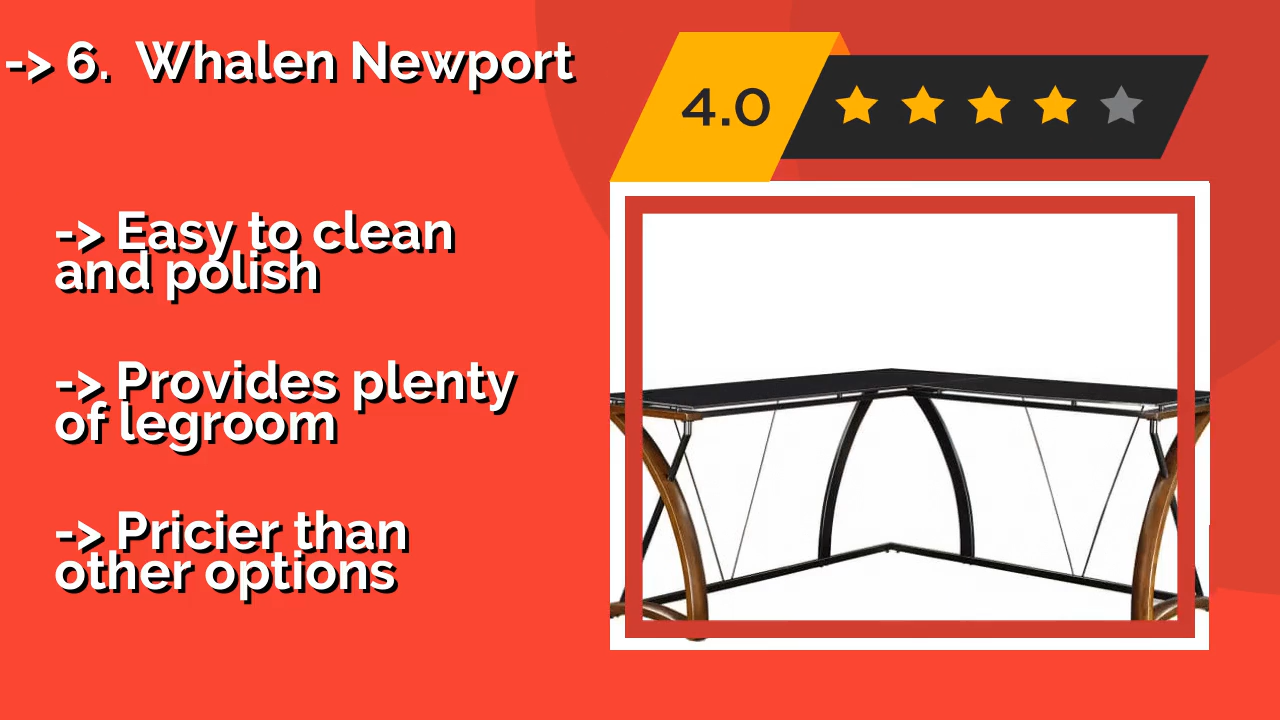 -> 6.  Whalen Newport
4.0
-> Easy to clean
and polish
-> Provides plenty
of legroom
-> Pricier than
other options